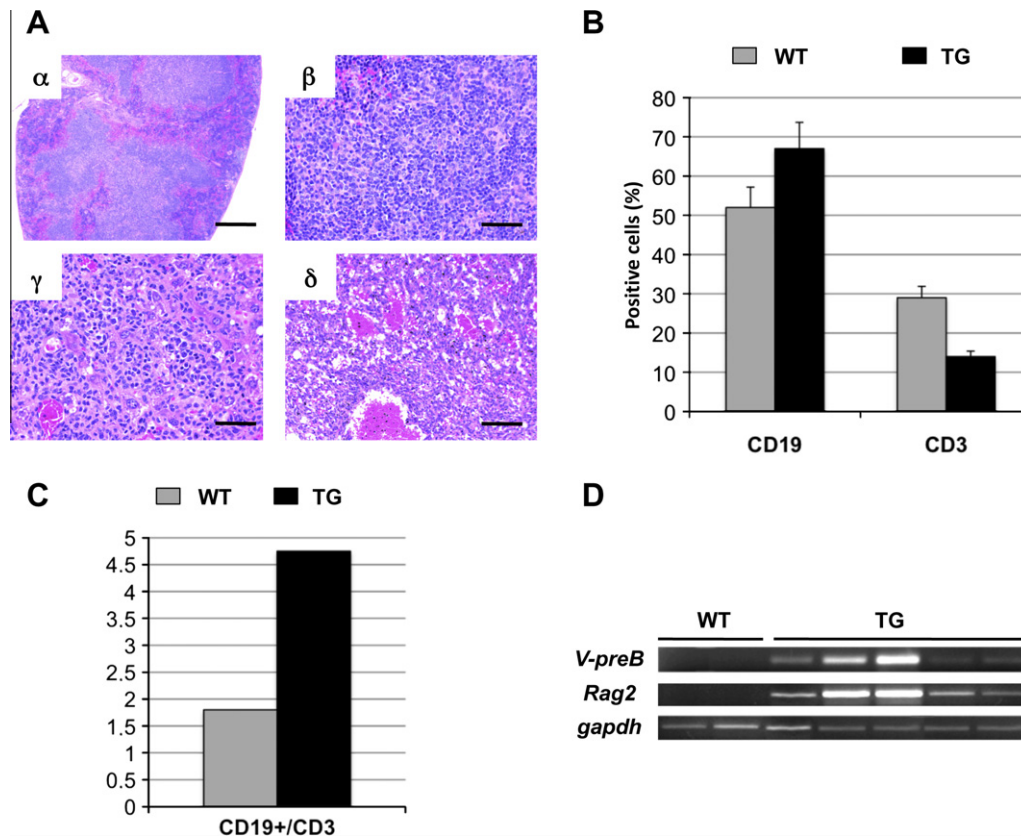 A
α
β
γ
δ
B
WT TG
Positive cells (%)
80
70
60
50
40
30
20
10
0
CD19 CD3
C
WT TG
5
4.5
4
3.5
3
2.5
2
1.5
1
0.5
0
CD19+/CD3
D
WT TG
V-preB
Rag2
gapdh